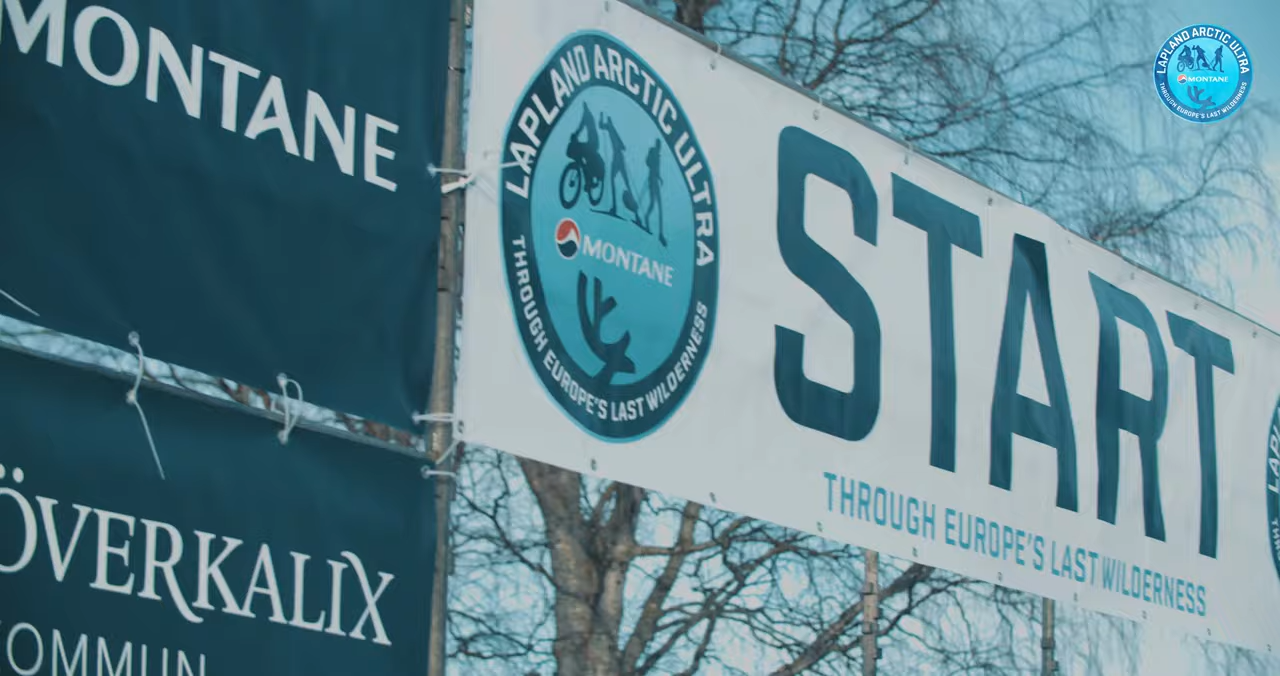 MONTANE
ÖVERKALIX
KOMMUN
LAPLAND ARCTIC ULTRA
MONTANE
THROUGH EUROPE'S LAST WILDERNESS
START
THROUGH EUROPE'S LAST WILDERNESS
LAPLAND ARCTIC ULTRA
MONTANE
THROUGH EUROPE'S LAST WILDERNESS